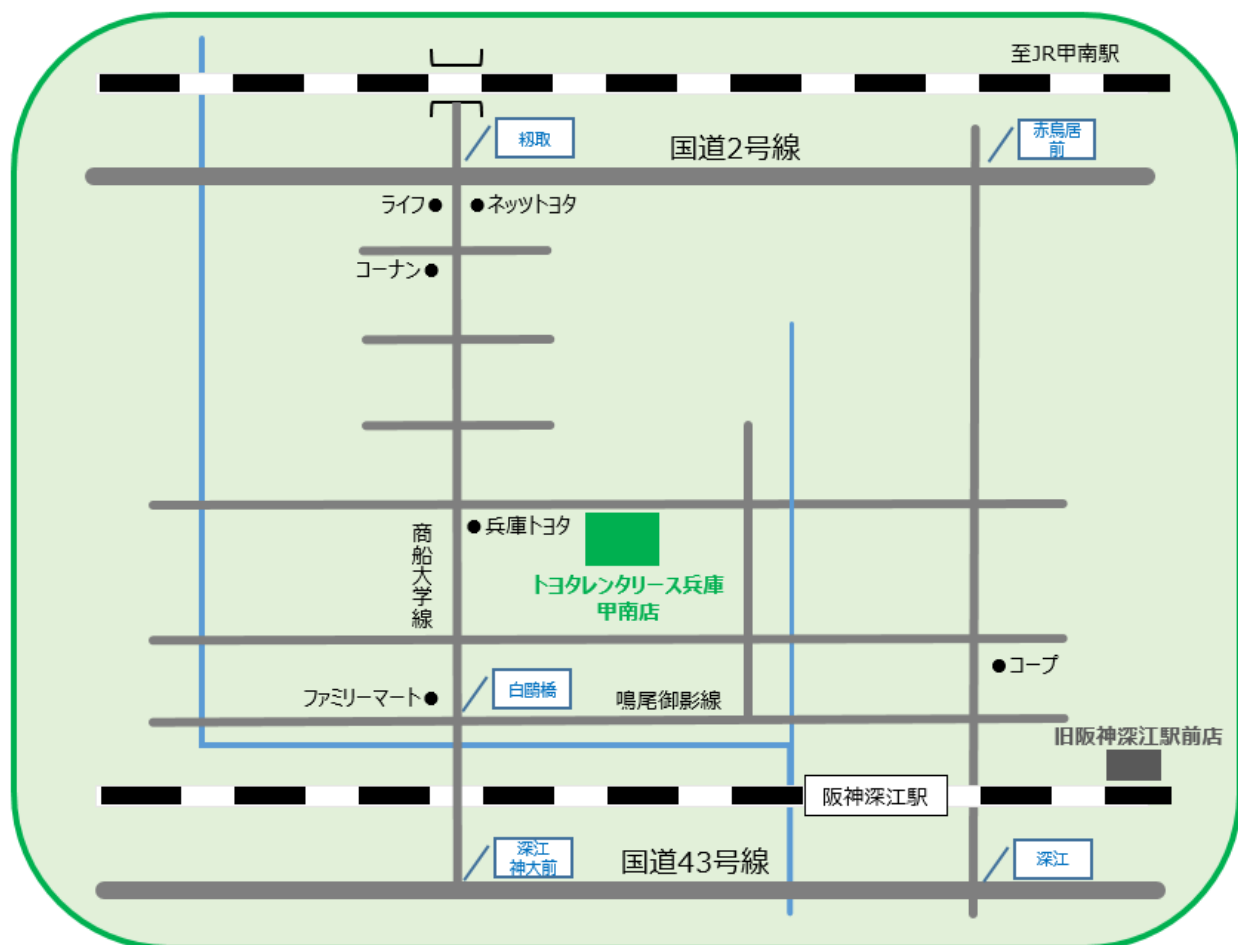 至JR甲南駅
籾取
国道2号線
赤鳥居
前
ライフ●
●ネッツトヨタ
コーナン●
商船大学線
●兵庫トヨタ
トヨタレンタリース兵庫
甲南店
●コープ
ファミリーマート●
白鷗橋
鳴尾御影線
旧阪神深江駅前店
阪神深江駅
深江
神大前
国道43号線
深江